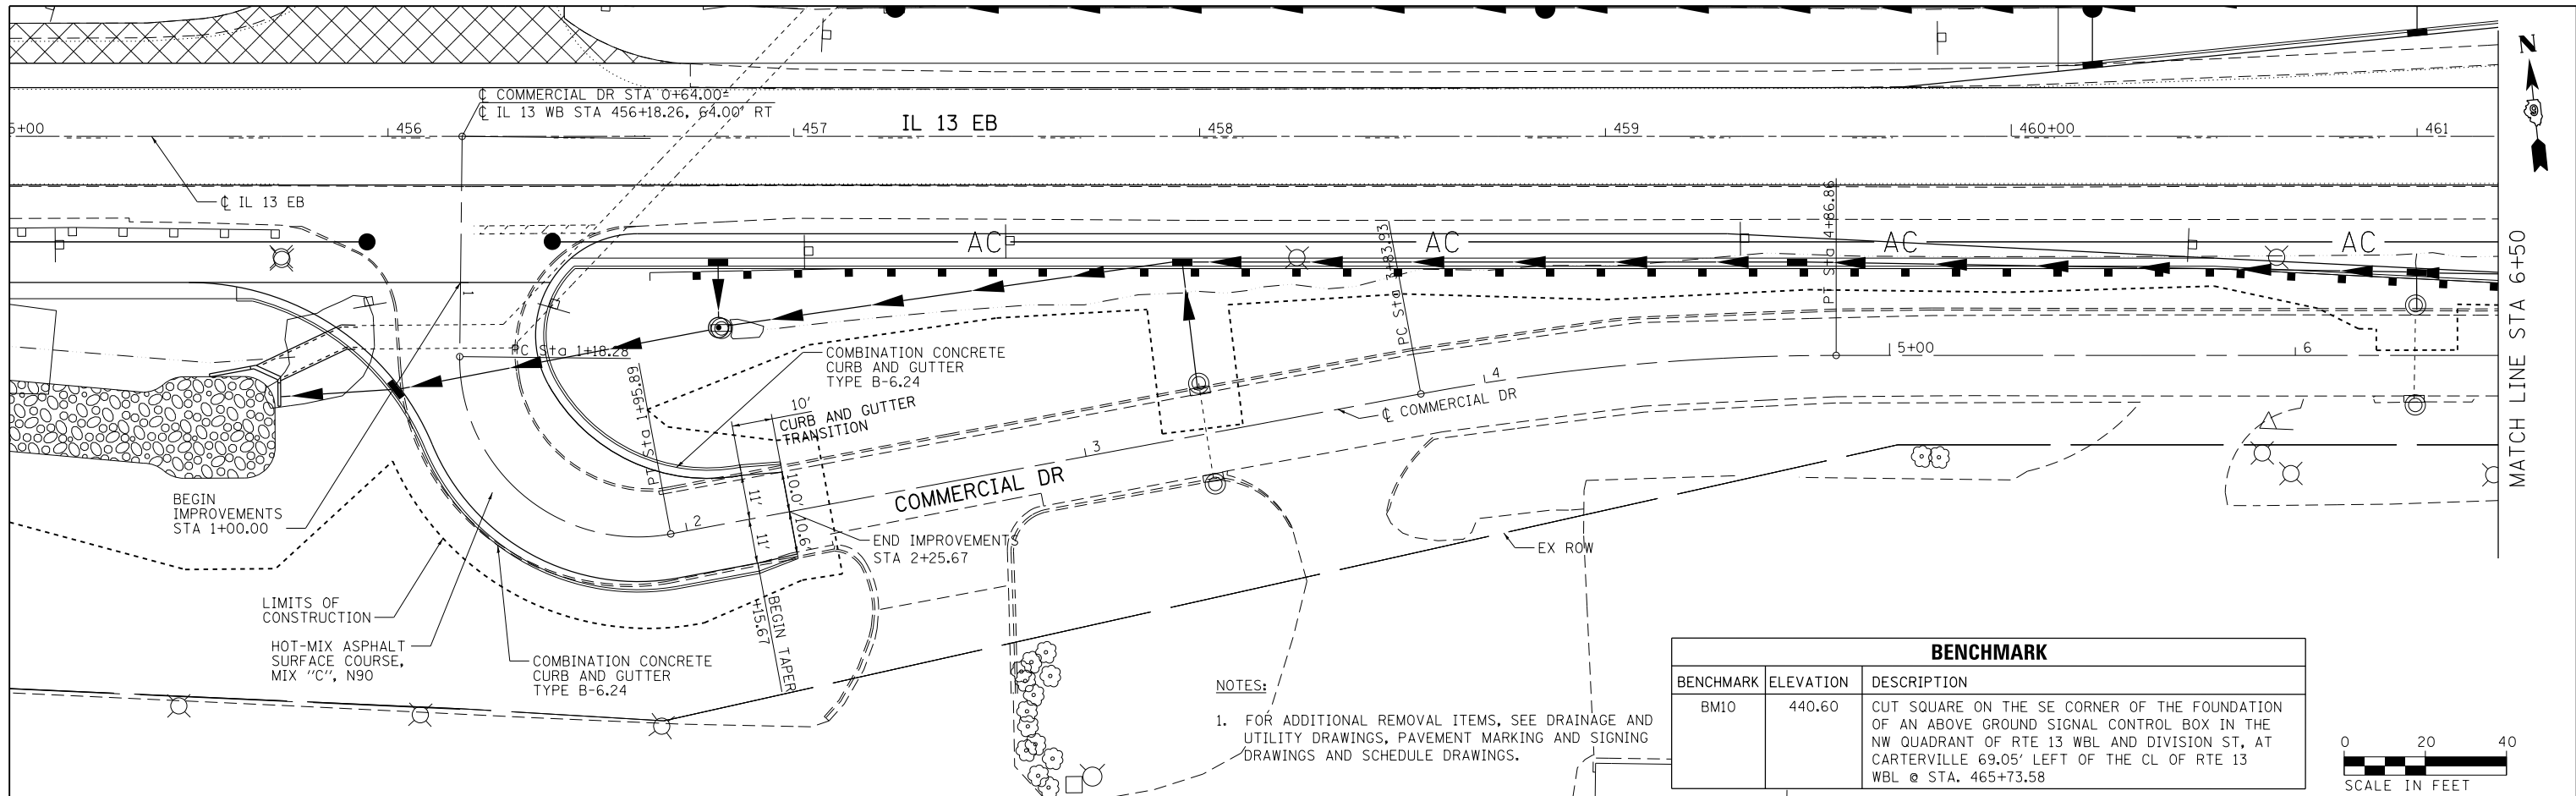 N
℄ COMMERCIAL DR STA 0+64.00=
℄ IL 13 WB STA 456+18.26, 64.00' RT
5+00
456
457
IL 13 EB
458
459
460+00
461
℄ IL 13 EB
AC
AC
AC
AC
1
PC Sta 1+18.28
PT Sta 1+95.89
PC Sta 3+83.93
PT Sta 4+86.86
MATCH LINE STA 6+50
COMBINATION CONCRETE
CURB AND GUTTER
TYPE B-6.24
10'
CURB AND GUTTER
TRANSITION
2
3
4
5+00
6
℄ COMMERCIAL DR
COMMERCIAL DR
11'
11'
10.0'
10.6'
BEGIN
IMPROVEMENTS
STA 1+00.00
END IMPROVEMENTS
STA 2+25.67
EX ROW
BEGIN TAPER
+15.67
LIMITS OF
CONSTRUCTION
HOT-MIX ASPHALT
SURFACE COURSE,
MIX "C", N90
COMBINATION CONCRETE
CURB AND GUTTER
TYPE B-6.24
NOTES:
1. FOR ADDITIONAL REMOVAL ITEMS, SEE DRAINAGE AND
UTILITY DRAWINGS, PAVEMENT MARKING AND SIGNING
DRAWINGS AND SCHEDULE DRAWINGS.
BENCHMARK
BENCHMARK ELEVATION DESCRIPTION
BM10 440.60 CUT SQUARE ON THE SE CORNER OF THE FOUNDATION
OF AN ABOVE GROUND SIGNAL CONTROL BOX IN THE
NW QUADRANT OF RTE 13 WBL AND DIVISION ST, AT
CARTERVILLE 69.05' LEFT OF THE CL OF RTE 13
WBL @ STA. 465+73.58
0 20 40
SCALE IN FEET